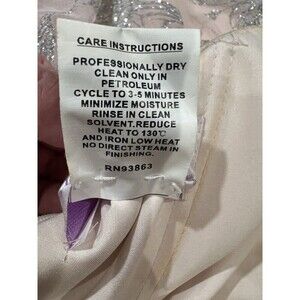 CARE INSTRUCTIONS
PROFESSIONALLY DRY
CLEAN ONLY IN
PETROLEUM
CYCLE TO 3-5 MINUTES
MINIMIZE MOISTURE
RINSE IN CLEAN
SOLVENT.REDUCE
HEAT TO 130℃
AND IRON LOW HEAT
NO DIRECT STEAM IN
FINISHING.
RN93863